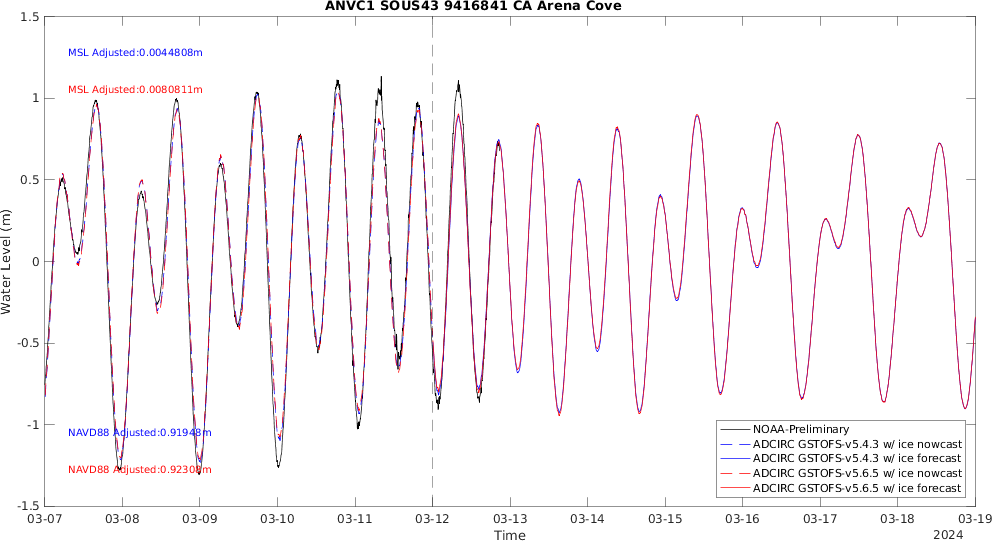 ANVC1 SOUS43 9416841 CA Arena Cove
1.5
MSL Adjusted:0.0044808m
MSL Adjusted:0.0080811m
1
0.5
0
-0.5
-1
-1.5
Water Level (m)
NAVD88 Adjusted:0.91948m
NAVD88 Adjusted:0.92308m
NOAA-Preliminary
ADCIRC GSTOFS-v5.4.3 w/ ice nowcast
ADCIRC GSTOFS-v5.4.3 w/ ice forecast
ADCIRC GSTOFS-v5.6.5 w/ ice nowcast
ADCIRC GSTOFS-v5.6.5 w/ ice forecast
03-07 03-08 03-09 03-10 03-11 03-12 03-13 03-14 03-15 03-16 03-17 03-18 03-19
Time
2024